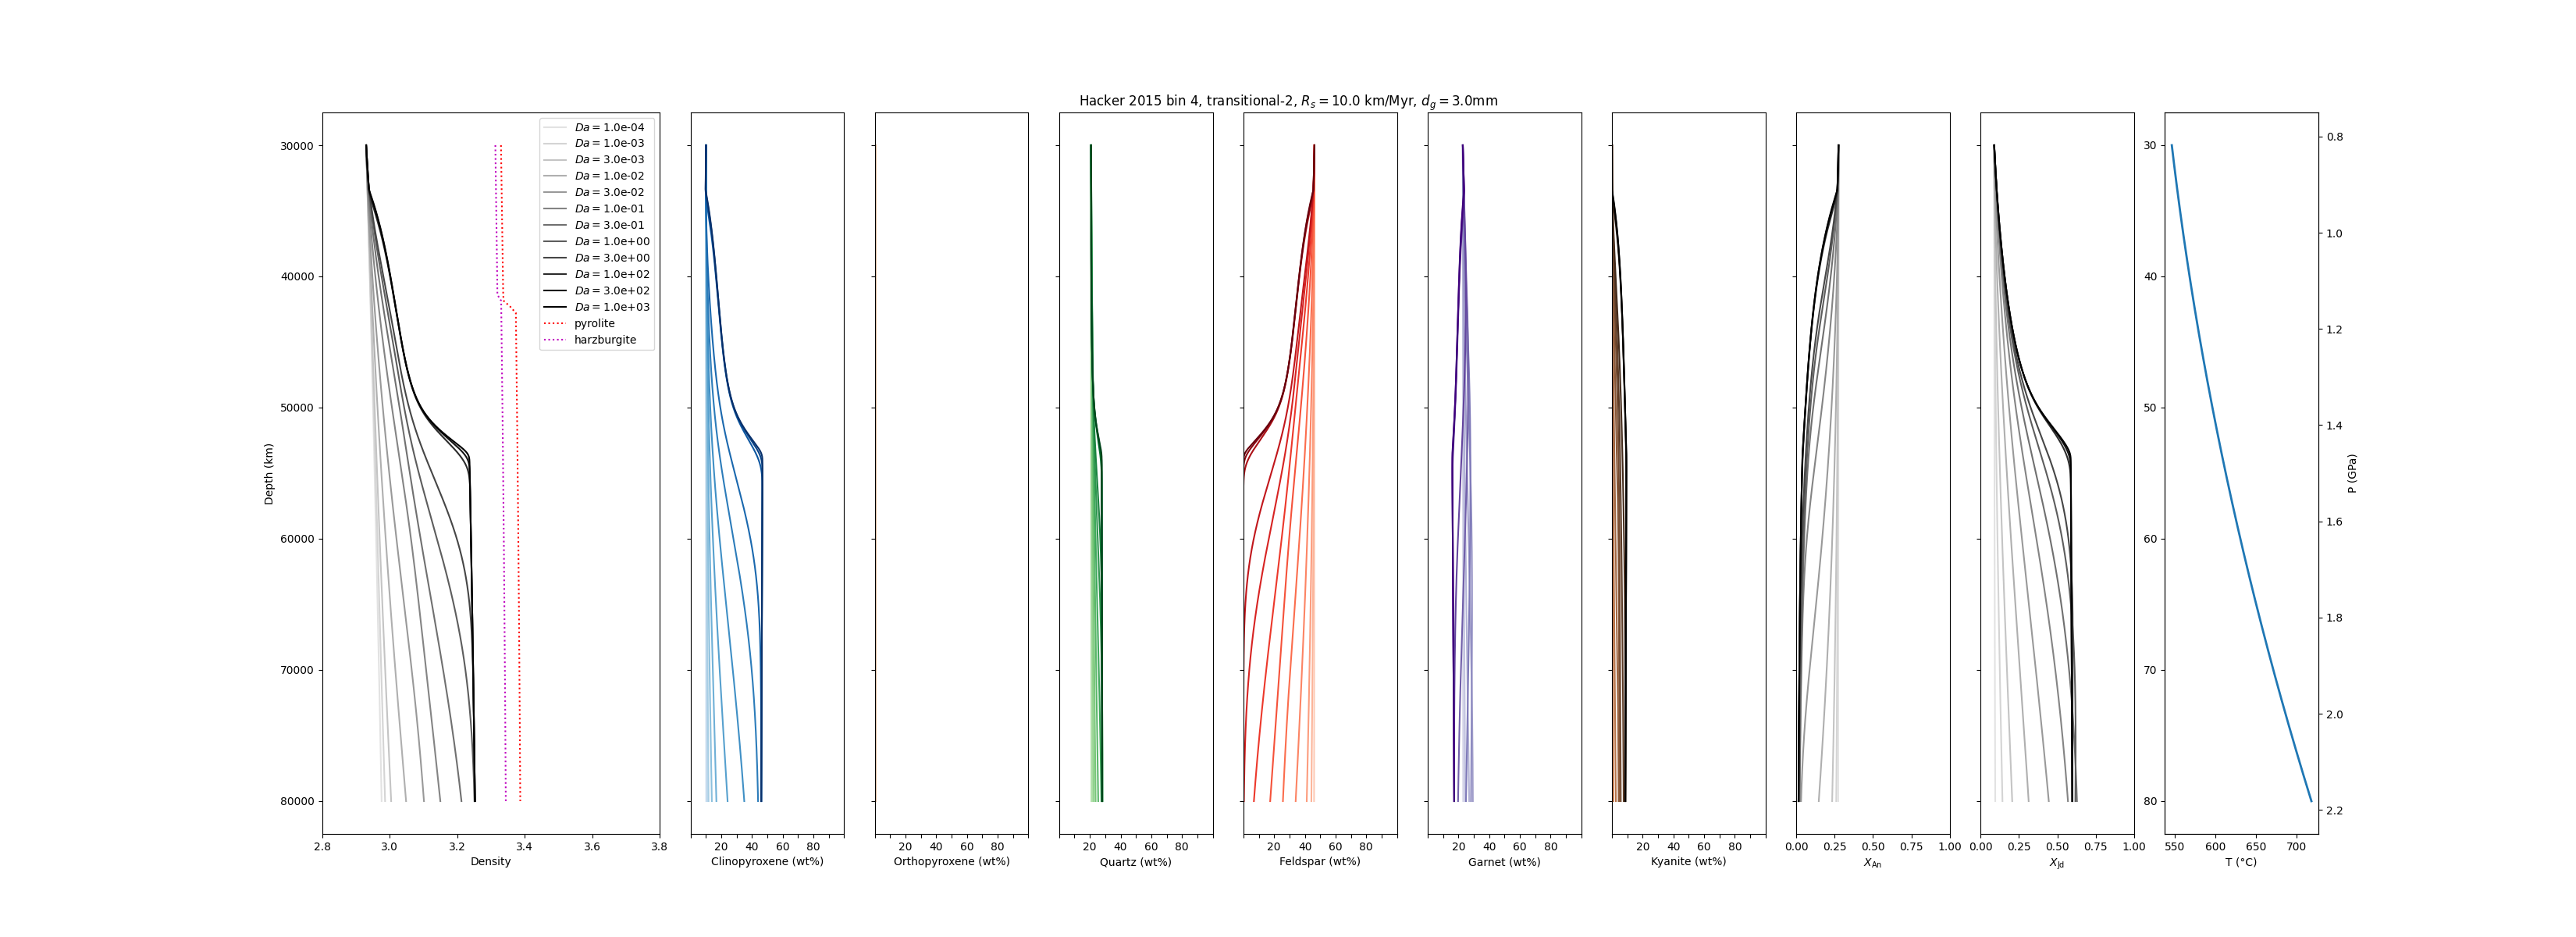 Hacker 2015 bin 4, transitional-2, R_s = 10.0 km/Myr, d_g = 3.0mm
Da = 1.0e-04
Da = 1.0e-03
Da = 3.0e-03
Da = 1.0e-02
Da = 3.0e-02
Da = 1.0e-01
Da = 3.0e-01
Da = 1.0e+00
Da = 3.0e+00
Da = 1.0e+02
Da = 3.0e+02
Da = 1.0e+03
pyrolite
harzburgite
Depth (km)
30000
40000
50000
60000
70000
80000
2.8 3.0 3.2 3.4 3.6 3.8
Density
20 40 60 80
Clinopyroxene (wt%)
20 40 60 80
Orthopyroxene (wt%)
20 40 60 80
Quartz (wt%)
20 40 60 80
Feldspar (wt%)
20 40 60 80
Garnet (wt%)
20 40 60 80
Kyanite (wt%)
0.00 0.25 0.50 0.75 1.00
X_An
0.00 0.25 0.50 0.75 1.00
X_Jd
30
40
50
60
70
80
550 600 650 700
T (°C)
0.8
1.0
1.2
1.4
1.6
1.8
2.0
2.2
P (GPa)